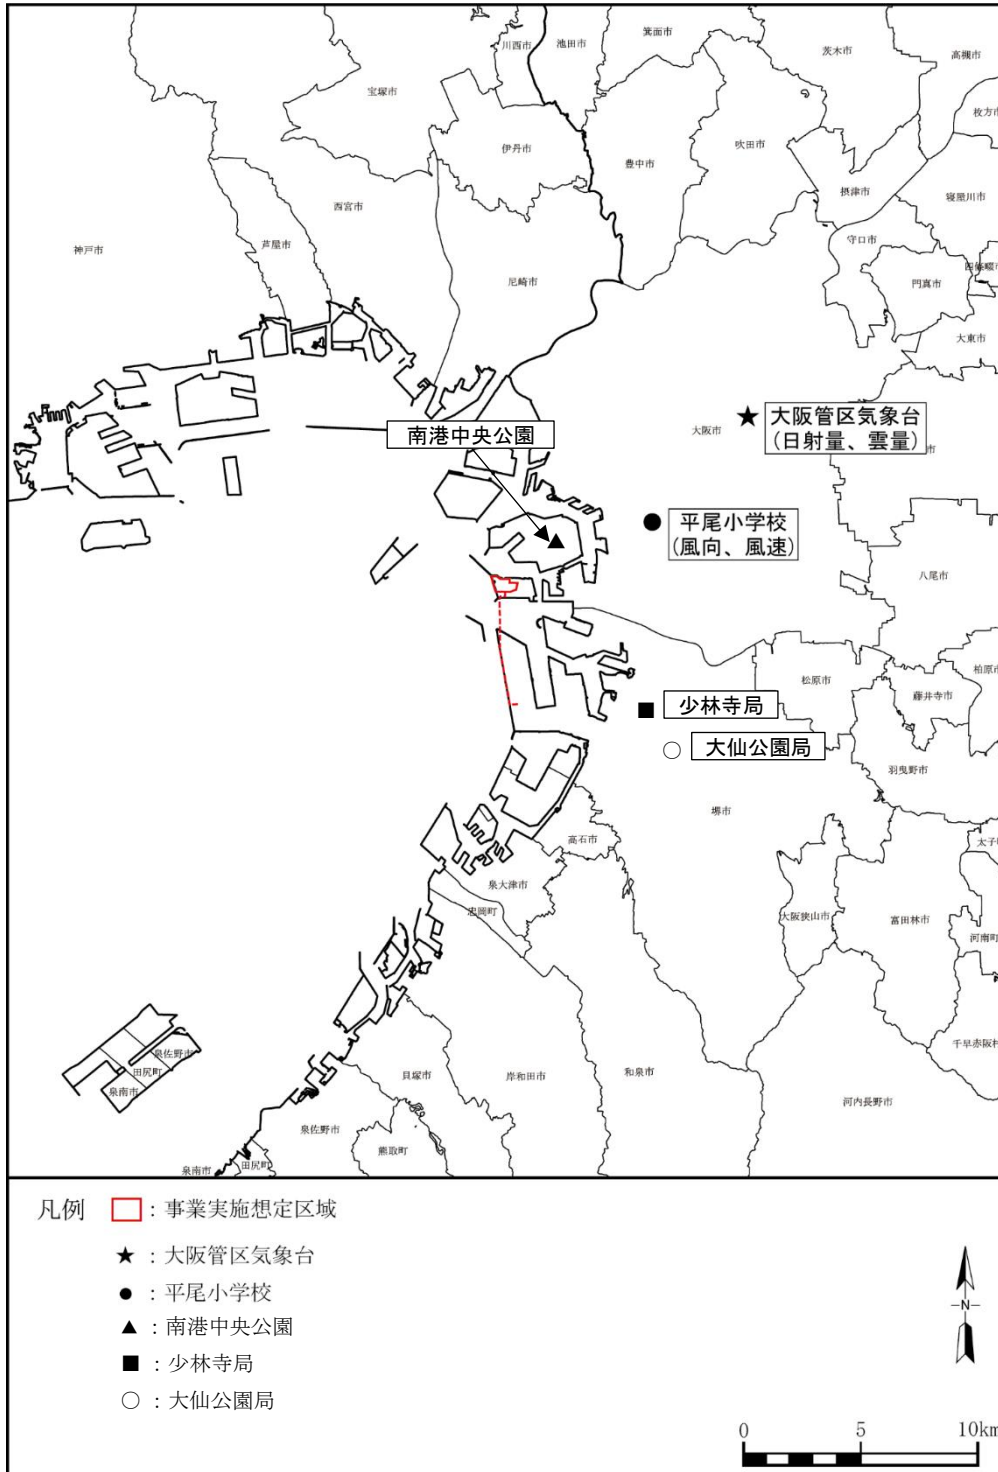 川西市
池田市
箕面市
茨木市
高槻市
宝塚市
枚方市
伊丹市
豊中市
吹田市
摂津市
寝屋川市
西宮市
芦屋市
神戸市
守口市
四條畷市
門真市
尼崎市
大東市
大阪市
南港中央公園
大阪管区気象台
(日射量、雲量)
市
平尾小学校
(風向、風速)
八尾市
松原市
柏原市
藤井寺市
少林寺局
大仙公園局
羽曳野市
堺市
高石市
太子
泉大津市
忠岡町
大阪狭山市
富田林市
河南町
千早赤阪村
泉佐野市
田尻町
泉南市
貝塚市
岸和田市
和泉市
河内長野市
泉佐野市
熊取町
泉南市
田尻町
凡例
:事業実施想定区域
★:大阪管区気象台
●:平尾小学校
▲:南港中央公園
■:少林寺局
○:大仙公園局
N
0 5 10km